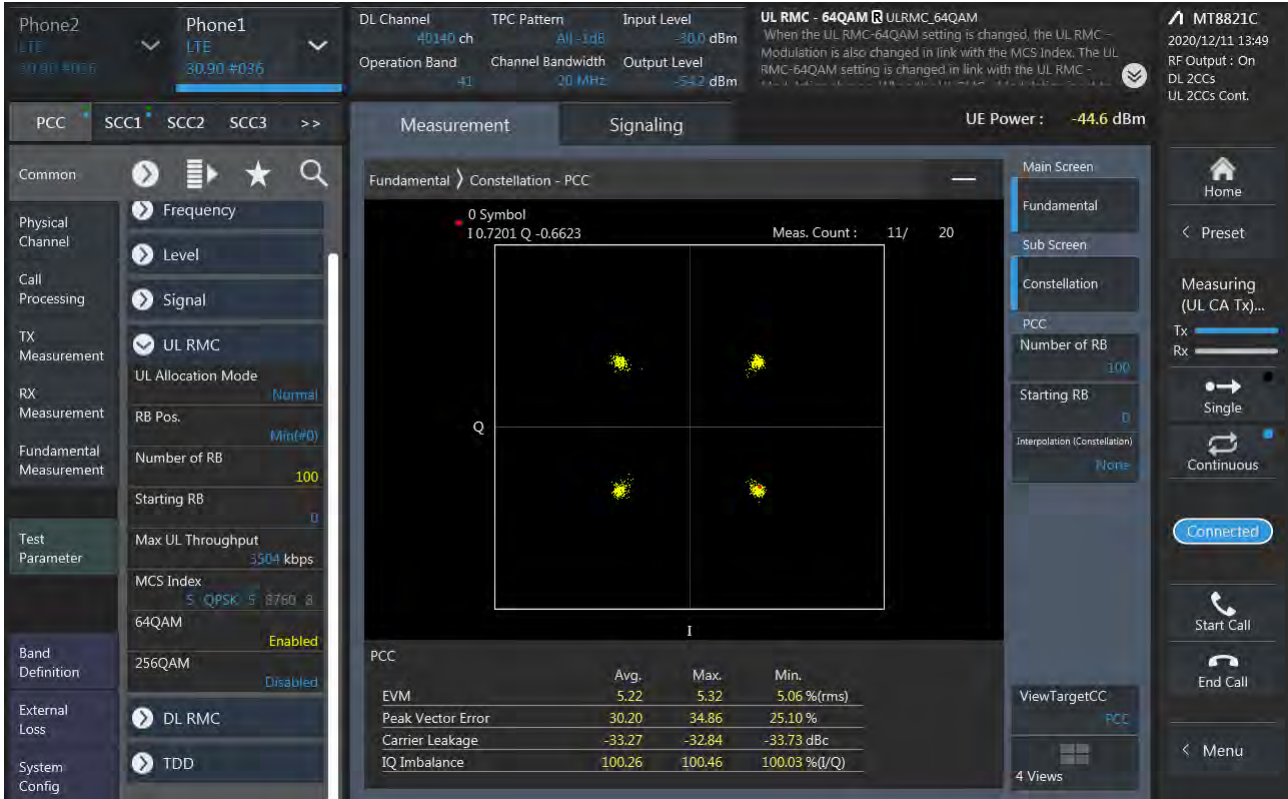 Phone2
LTE
30.90 #036
Phone1
LTE
30.90 #036
DL Channel
40140 ch
Operation Band
41
TPC Pattern
All -1dB
Channel Bandwidth
20 MHz
Input Level
-30.0 dBm
Output Level
-54.2 dBm
UL RMC - 64QAM R ULRMC_64QAM
When the UL RMC-64QAM setting is changed, the UL RMC -
Modulation is also changed in link with the MCS Index. The UL
RMC-64QAM setting is changed in link with the UL RMC -
MT8821C
2020/12/11 13:49
RF Output : On
DL 2CCs
UL 2CCs Cont.
PCC SCC1 SCC2 SCC3 >>
Measurement
Signaling
UE Power : -44.6 dBm
Common
Physical
Channel
Call
Processing
TX
Measurement
RX
Measurement
Fundamental
Measurement
Test
Parameter
Band
Definition
External
Loss
System
Config
Frequency
Level
Signal
UL RMC
UL Allocation Mode
Normal
RB Pos.
Min(#0)
Number of RB
100
Starting RB
0
Max UL Throughput
3504 kbps
MCS Index
5 QPSK 5 8760 8
64QAM
Enabled
256QAM
Disabled
DL RMC
TDD
Fundamental > Constellation - PCC
0 Symbol
I 0.7201 Q -0.6623
Meas. Count : 11/ 20
Q
I
PCC
Avg. Max. Min.
EVM 5.22 5.32 5.06 %(rms)
Peak Vector Error 30.20 34.86 25.10 %
Carrier Leakage -33.27 -32.84 -33.73 dBc
IQ Imbalance 100.26 100.46 100.03 %(I/Q)
Main Screen
Fundamental
Sub Screen
Constellation
PCC
Number of RB
100
Starting RB
0
Interpolation (Constellation)
None
ViewTargetCC
PCC
4 Views
Home
< Preset
Measuring
(UL CA Tx)...
Tx
Rx
Single
Continuous
Connected
Start Call
End Call
< Menu